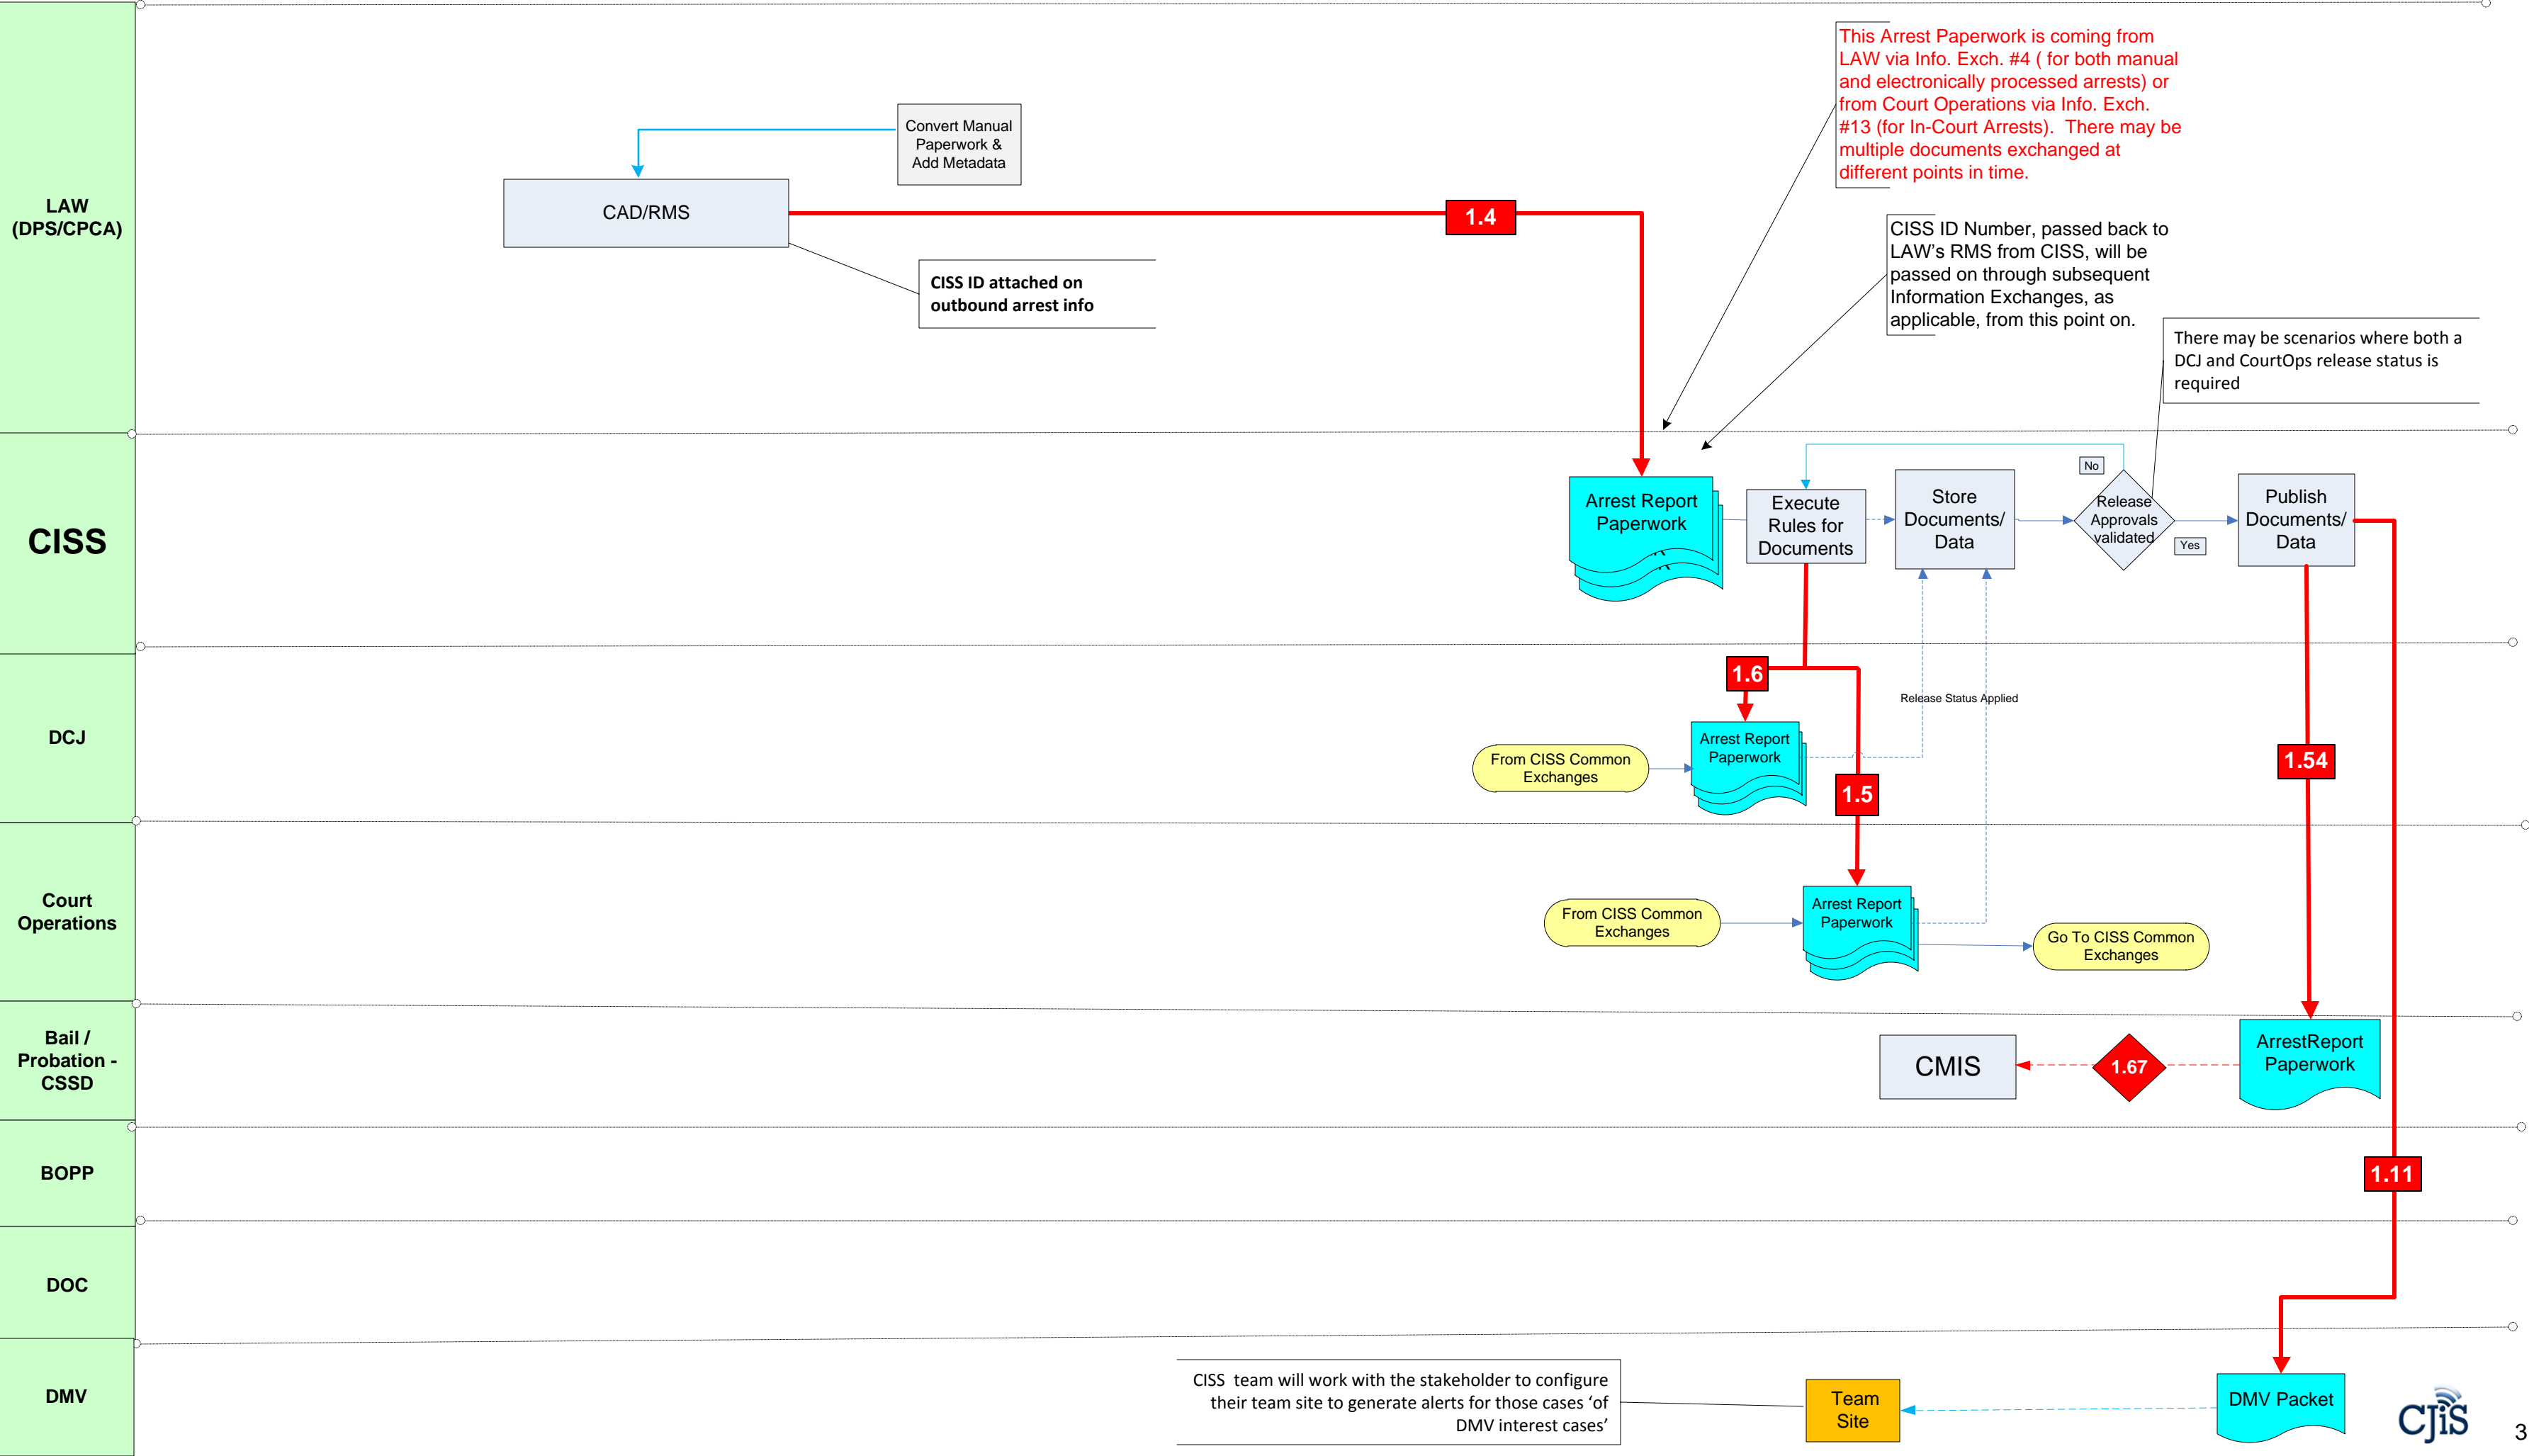 This Arrest Paperwork is coming from
LAW via Info. Exch. #4 ( for both manual
and electronically processed arrests) or
from Court Operations via Info. Exch.
#13 (for In-Court Arrests). There may be
multiple documents exchanged at
different points in time.
Convert Manual
Paperwork &
Add Metadata
LAW
(DPS/CPCA)
CAD/RMS
1.4
CISS ID Number, passed back to
LAW's RMS from CISS, will be
passed on through subsequent
Information Exchanges, as
applicable, from this point on.
CISS ID attached on
outbound arrest info
There may be scenarios where both a
DCJ and CourtOps release status is
required
CISS
Arrest Report
Paperwork
Execute
Rules for
Documents
Store
Documents/
Data
No
Release
Approvals
validated
Yes
Publish
Documents/
Data
DCJ
1.6
Release Status Applied
From CISS Common
Exchanges
Arrest Report
Paperwork
1.5
1.54
Court
Operations
From CISS Common
Exchanges
Arrest Report
Paperwork
Go To CISS Common
Exchanges
Bail /
Probation -
CSSD
CMIS
1.67
ArrestReport
Paperwork
BOPP
1.11
DOC
DMV
CISS team will work with the stakeholder to configure
their team site to generate alerts for those cases 'of
DMV interest cases'
Team
Site
DMV Packet
CJiS
3